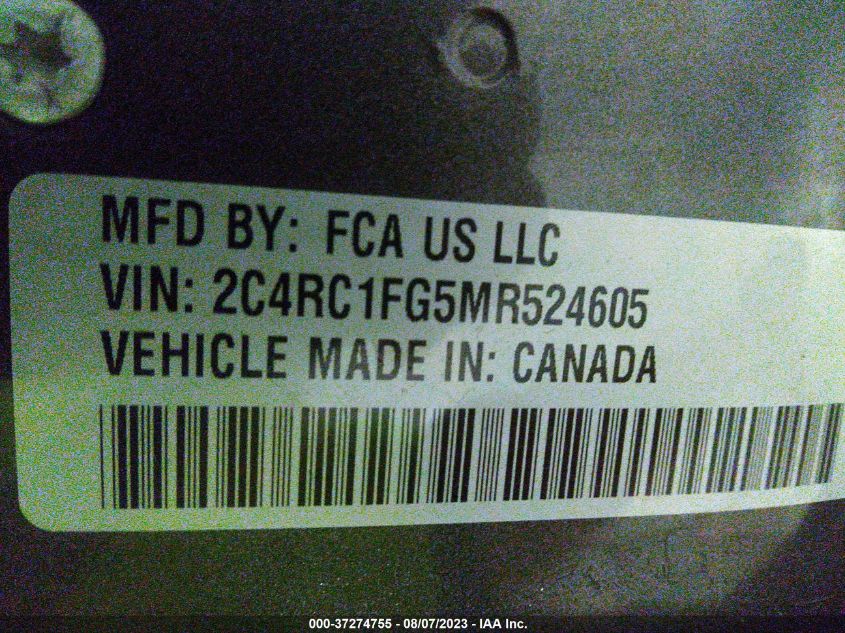 MFD BY: FCA US LLC
VIN: 2C4RC1FG5MR524605
VEHICLE MADE IN: CANADA
000-37274755 - 08/07/2023 - IAA Inc.